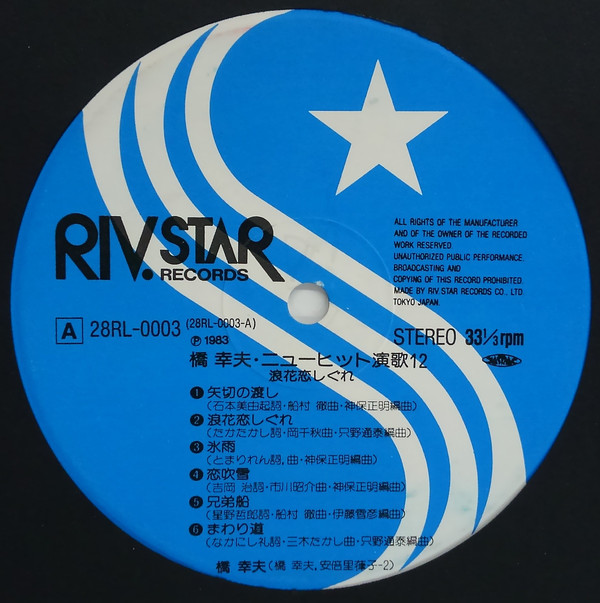 RIV.STAR
RECORDS
ALL RIGHTS OF THE MANUFACTURER
AND OF THE OWNER OF THE RECORDED
WORK RESERVED
UNAUTHORIZED PUBLIC PERFORMANCE,
BROADCASTING AND
COPYING OF THIS RECORD PROHIBITED.
MADE BY RIV.STAR RECORDS CO., LTD.
TOKYO JAPAN.
A 28RL-0003 (28RL-0003-A)
Ⓟ 1983
STEREO 33⅓rpm
橋 幸夫・ニューヒット演歌12
浪花恋しぐれ
❶ 矢切の渡し
(石本美由起詞・船村 徹曲・神保正明編曲)
❷ 浪花恋しぐれ
(たかたかし詞・岡千秋曲・只野通泰編曲)
❸ 氷雨
(とまりれん詞,曲・神保正明編曲)
❹ 恋吹雪
(吉岡 治詞・市川昭介曲・神保正明編曲)
❺ 兄弟船
(星野哲郎詞・船村 徹曲・伊藤雪彦編曲)
❻ まわり道
(なかにし礼詞・三木たかし曲・只野通泰編曲)
橋 幸夫(橋 幸夫,安倍里葎子-2)